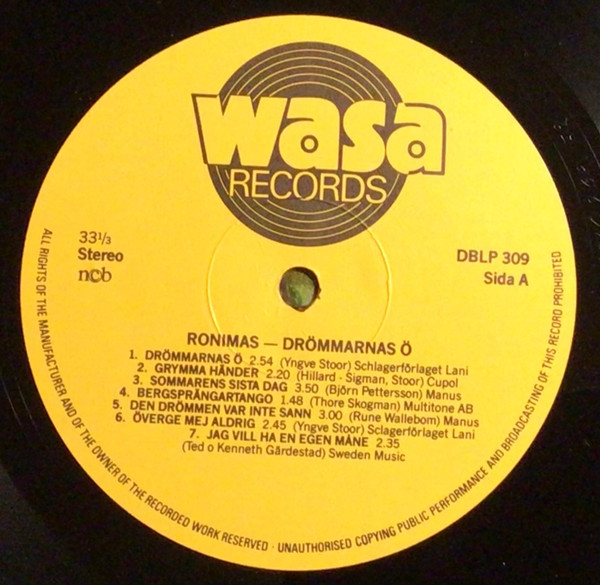 wasa
RECORDS
33 1/3
Stereo
ncb
DBLP 309
Sida A
RONIMAS — DRÖMMARNAS Ö
1. DRÖMMARNAS Ö 2.54 (Yngve Stoor) Schlagerförlaget Lani
2. GRYMMA HÄNDER 2.20 (Hillard - Sigman, Stoor) Cupol
3. SOMMARENS SISTA DAG 3.50 (Björn Pettersson) Manus
4. BERGSPRÄNGARTANGO 1.48 (Thore Skogman) Multitone AB
5. DEN DRÖMMEN VAR INTE SANN 3.00 (Rune Wallebom) Manus
6. ÖVERGE MEJ ALDRIG 2.45 (Yngve Stoor) Sclagerförlaget Lani
7. JAG VILL HA EN EGEN MÅNE 2.35
(Ted o Kenneth Gärdestad) Sweden Music
ALL RIGHTS OF THE MANUFACTURER AND OF THE OWNER OF THE RECORDED WORK RESERVED · UNAUTHORISED COPYING PUBLIC PERFORMANCE AND BROADCASTING OF THIS RECORD PROHIBITED